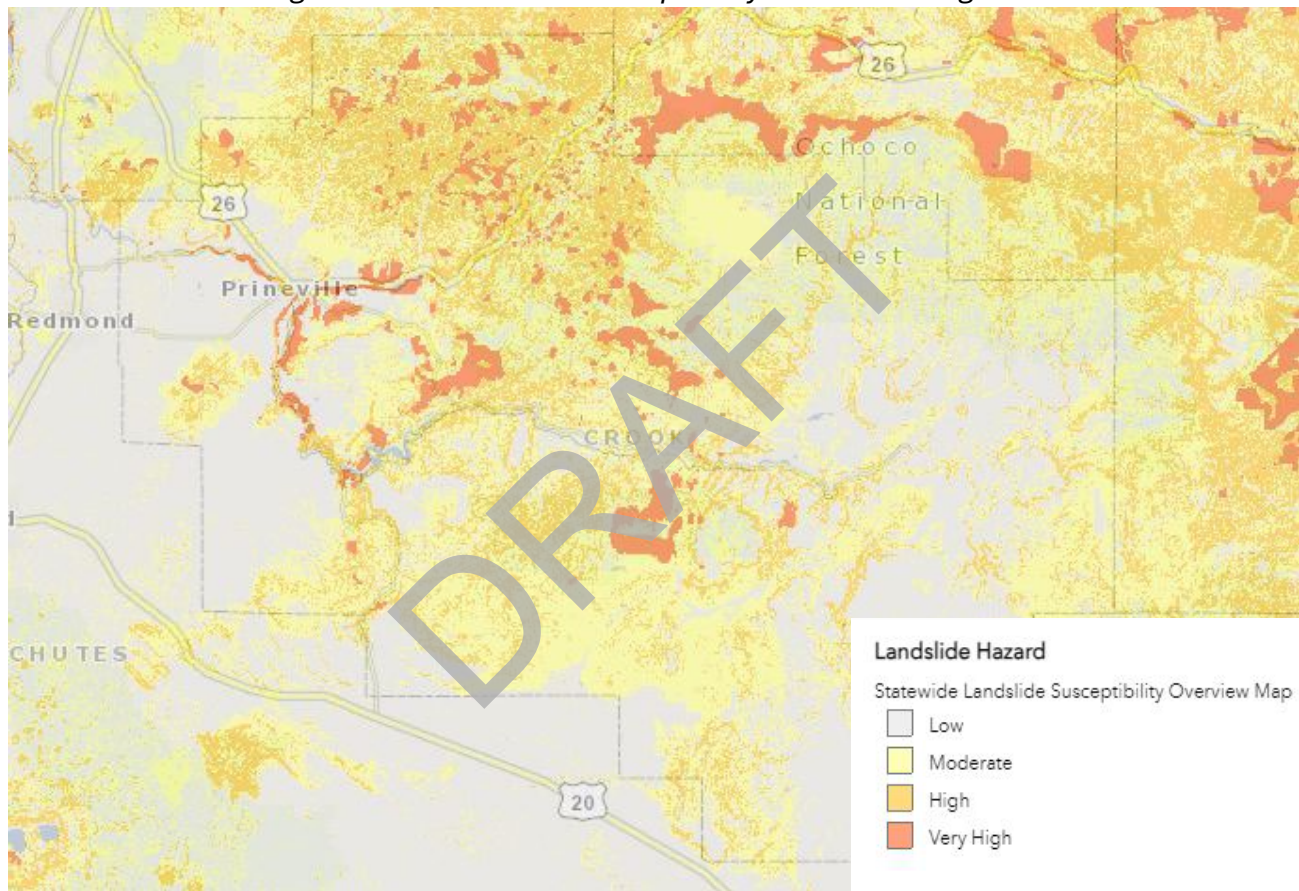 26
Ochoco
National
Forest
26
Prineville
Redmond
CROOK
DRAFT
CHUTES
20
Landslide Hazard
Statewide Landslide Susceptibility Overview Map
Low
Moderate
High
Very High